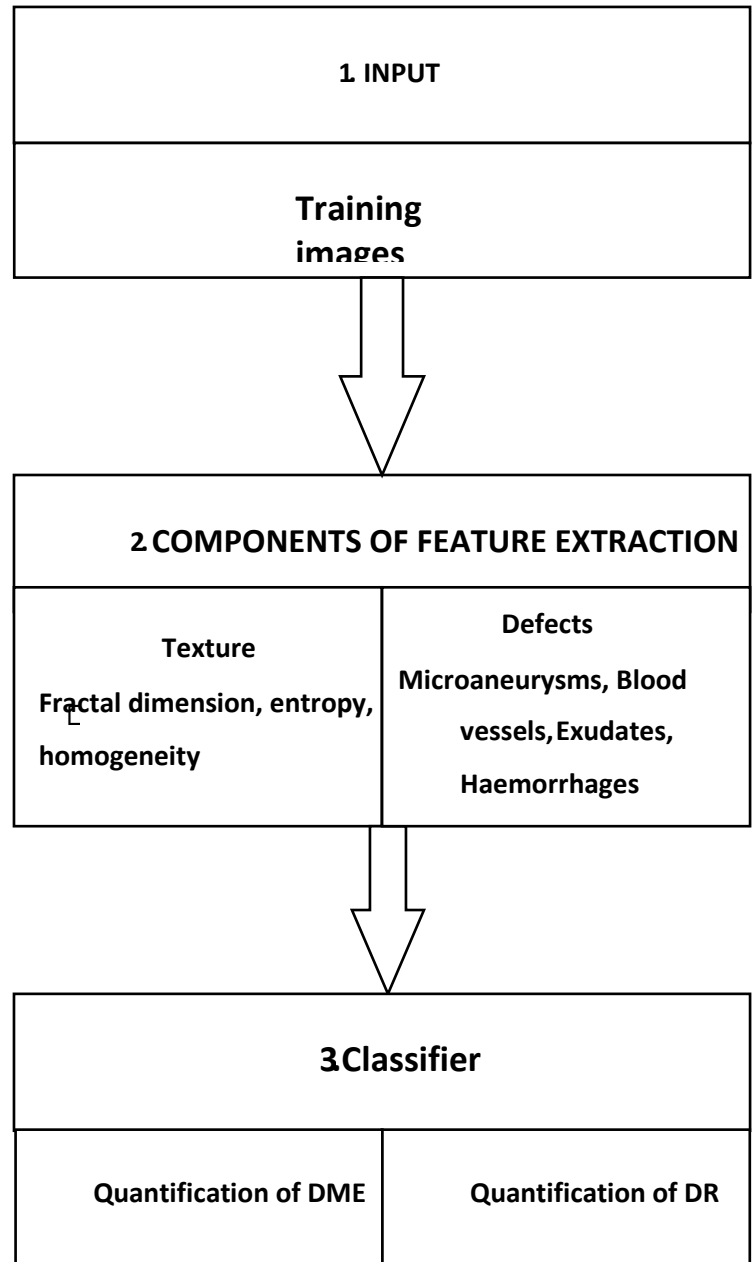 1. INPUT
Training
images
2. COMPONENTS OF FEATURE EXTRACTION
Texture
Fractal dimension, entropy,
homogeneity
Defects
Microaneurysms, Blood
vessels, Exudates,
Haemorrhages
3.Classifier
Quantification of DME
Quantification of DR